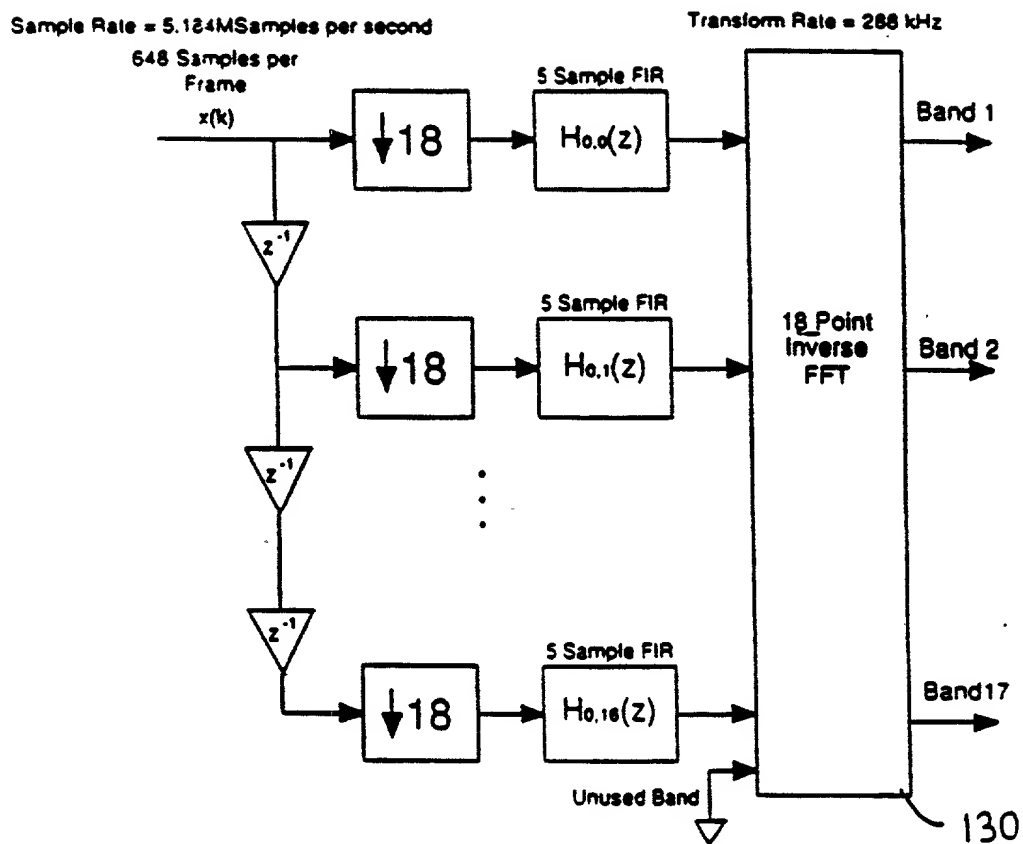 Sample Rate = 5.184MSamples per second
Transform Rate = 288 kHz
648 Samples per
Frame
x(k)
5 Sample FIR
↓18
H0,0(z)
Band 1
z-1
5 Sample FIR
↓18
H0,1(z)
18 Point
Inverse
FFT
Band 2
z-1
z-1
5 Sample FIR
↓18
H0,16(z)
Band17
Unused Band
130